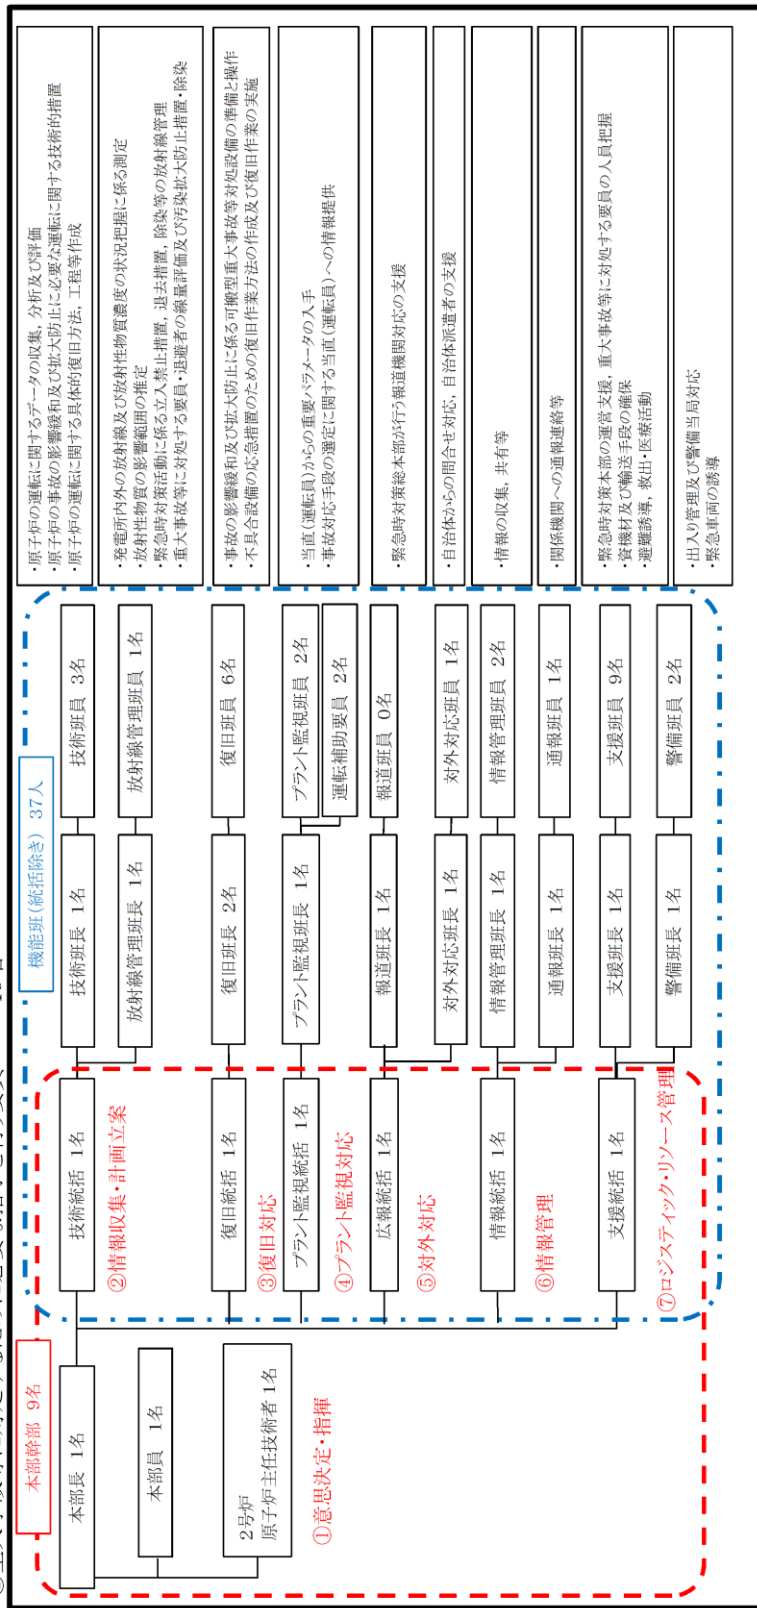 本部幹部 9名
本部長 1名
本部員 1名
2号炉
原子炉主任技術者 1名
①意思決定・指揮
機能班(統括除き) 37人
技術統括 1名
②情報収集・計画立案
技術班長 1名
技術班員 3名
・原子炉の運転に関するデータの収集，分析及び評価
・原子炉の事故の影響緩和及び拡大防止に必要な運転に関する技術的措置
・原子炉の運転に関する具体的復旧方法，工程等作成
放射線管理班長 1名
放射線管理班員 1名
・発電所内外の放射線及び放射性物質濃度の状況把握に係る測定
放射性物質の影響範囲の推定
緊急時対策活動に係る立入禁止措置，退去措置，除染等の放射線管理
・重大事故等に対処する要員・退避者の線量評価及び汚染拡大防止措置・除染
復旧統括 1名
③復旧対応
復旧班長 2名
復旧班員 6名
・事故の影響緩和及び拡大防止に係る可搬型重大事故等対処設備の準備と操作
・不具合設備の応急措置のための復旧作業方法の作成及び復旧作業の実施
プラント監視統括 1名
④プラント監視対応
プラント監視班長 1名
プラント監視班員 2名
運転補助要員 2名
・当直(運転員)からの重要パラメータの入手
・事故対応手段の選定に関する当直(運転員)への情報提供
広報統括 1名
⑤対外対応
報道班長 1名
報道班員 0名
・緊急時対策総本部が行う報道機関対応の支援
対外対応班長 1名
対外対応班員 1名
・自治体からの問合せ対応，自治体派遣者の支援
情報統括 1名
⑥情報管理
情報管理班長 1名
情報管理班員 2名
・情報の収集，共有等
通報班長 1名
通報班員 1名
・関係機関への通報連絡等
支援統括 1名
⑦ロジスティック・リソース管理
支援班長 1名
支援班員 9名
・緊急時対策本部の運営支援，重大事故等に対処する要員の人員把握
・資機材及び輸送手段の確保
・避難誘導，救出・医療活動
警備班長 1名
警備班員 2名
・出入り管理及び警備当局対応
・緊急車両の誘導